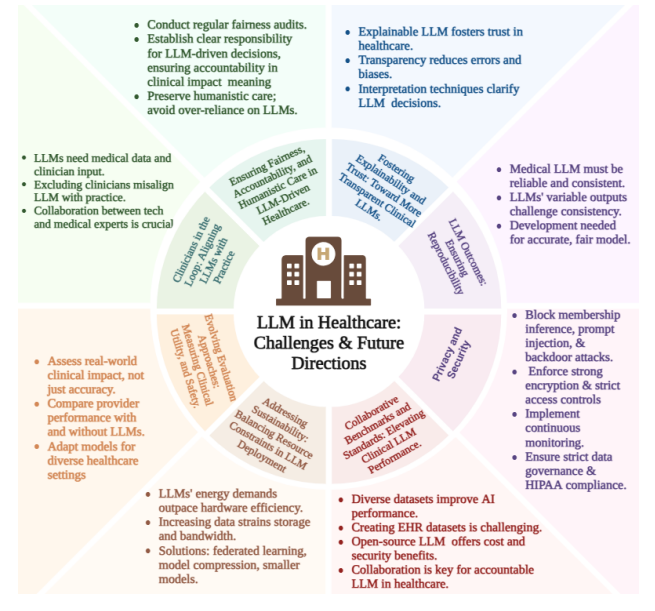 • Conduct regular fairness audits.
• Establish clear responsibility
for LLM-driven decisions,
ensuring accountability in
clinical impact meaning
• Preserve humanistic care;
avoid over-reliance on LLMs.
• Explainable LLM fosters trust in
healthcare.
• Transparency reduces errors and
biases.
• Interpretation techniques clarify
LLM decisions.
• LLMs need medical data and
clinician input.
• Excluding clinicians misalign
LLM with practice.
• Collaboration between tech
and medical experts is crucial
Ensuring Fairness,
Accountability, and
Humanistic Care in
LLM-Driven
Healthcare.
Fostering
Explainability and
Trust: Toward More
Transparent Clinical
LLMs.
• Medical LLM must be
reliable and consistent.
• LLMs' variable outputs
challenge consistency.
• Development needed
for accurate, fair model.
Clinicians in the
Loop: Aligning
LLMs with
Practice
LLM Outcomes:
Ensuring
Reproducibility
H
LLM in Healthcare:
Challenges & Future
Directions
Evolving Evaluation
Approaches:
Measuring Clinical
Utility, and Safety.
Privacy and
Security
• Assess real-world
clinical impact, not
just accuracy.
• Compare provider
performance with
and without LLMs.
• Adapt models for
diverse healthcare
settings
• Block membership
inference, prompt
injection, &
backdoor attacks.
• Enforce strong
encryption & strict
access controls
• Implement
continuous
monitoring.
• Ensure strict data
governance &
HIPAA compliance.
Addressing
Sustainability:
Balancing Resource
Constraints in LLM
Deployment
Collaborative
Benchmarks and
Standards: Elevating
Clinical LLM
Performance.
• LLMs' energy demands
outpace hardware efficiency.
• Increasing data strains storage
and bandwidth.
• Solutions: federated learning,
model compression, smaller
models.
• Diverse datasets improve AI
performance.
• Creating EHR datasets is challenging.
• Open-source LLM offers cost and
security benefits.
• Collaboration is key for accountable
LLM in healthcare.